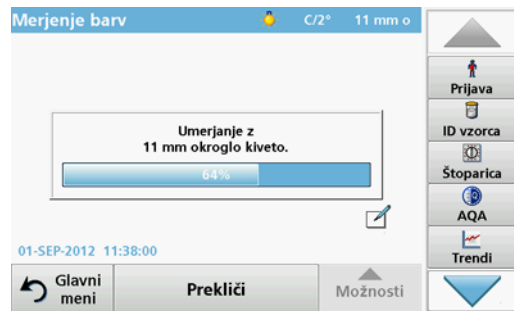 Merjenje barv C/2° 11 mm o
Umerjanje z
11 mm okroglo kiveto.
64%
01-SEP-2012 11:38:00
Glavni
meni
Prekliči
Možnosti
Prijava
ID vzorca
Štoparica
AQA
Trendi